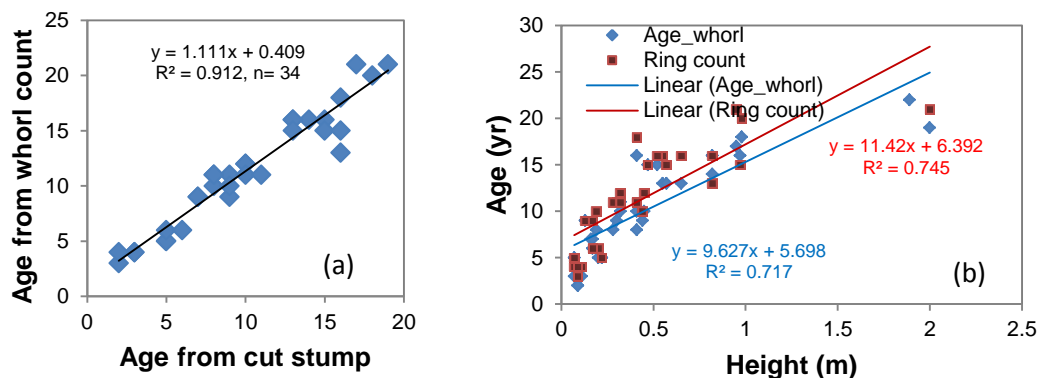 25
20
15
10
5
0
Age from whorl count
y = 1.111x + 0.409
R² = 0.912, n= 34
(a)
0
5
10
15
20
Age from cut stump
30
25
20
15
10
5
0
Age (yr)
Age_whorl
Ring count
Linear (Age_whorl)
Linear (Ring count)
y = 11.42x + 6.392
R² = 0.745
y = 9.627x + 5.698
R² = 0.717
(b)
0
0.5
1
1.5
2
2.5
Height (m)